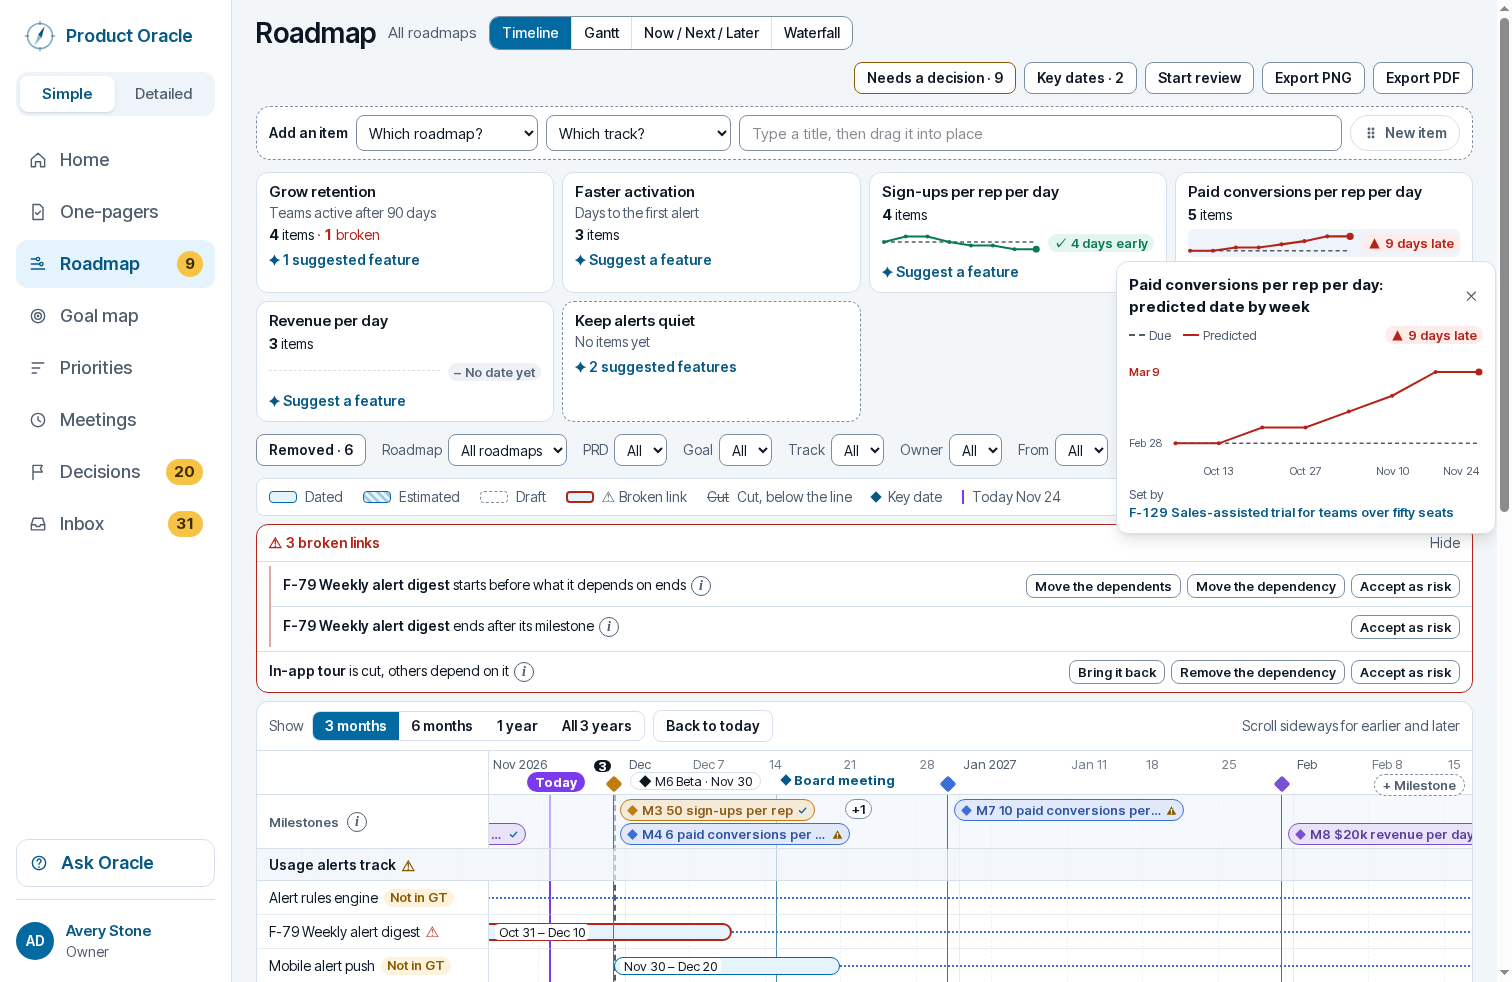 Product Oracle
Simple
Detailed
Home
One-pagers
Roadmap
9
Goal map
Priorities
Meetings
Decisions
20
Inbox
31
Ask Oracle
AD
Avery Stone
Owner
Roadmap
All roadmaps
Timeline
Gantt
Now / Next / Later
Waterfall
Needs a decision · 9
Key dates · 2
Start review
Export PNG
Export PDF
Add an item
Which roadmap?
Which track?
Type a title, then drag it into place
New item
Grow retention
Teams active after 90 days
4 items · 1 broken
1 suggested feature
Faster activation
Days to the first alert
3 items
Suggest a feature
Sign-ups per rep per day
4 items
✓ 4 days early
Suggest a feature
Paid conversions per rep per day
5 items
▲ 9 days late
Revenue per day
3 items
– No date yet
Suggest a feature
Keep alerts quiet
No items yet
2 suggested features
Paid conversions per rep per day:
predicted date by week
Due
Predicted
▲ 9 days late
Mar 9
Feb 28
Oct 13
Oct 27
Nov 10
Nov 24
Set by
F-129 Sales-assisted trial for teams over fifty seats
Removed · 6
Roadmap
All roadmaps
PRD
All
Goal
All
Track
All
Owner
All
From
All
Dated
Estimated
Draft
⚠ Broken link
Cut
Cut, below the line
Key date
Today Nov 24
⚠ 3 broken links
Hide
F-79 Weekly alert digest starts before what it depends on ends
i
Move the dependents
Move the dependency
Accept as risk
F-79 Weekly alert digest ends after its milestone
i
Accept as risk
In-app tour is cut, others depend on it
i
Bring it back
Remove the dependency
Accept as risk
Show
3 months
6 months
1 year
All 3 years
Back to today
Scroll sideways for earlier and later
Nov 2026
3
Dec
Dec 7
14
21
28
Jan 2027
Jan 11
18
25
Feb
Feb 8
15
Today
M6 Beta · Nov 30
Board meeting
+ Milestone
Milestones
i
M3 50 sign-ups per rep ✓
+1
M7 10 paid conversions per...
... ✓
M4 6 paid conversions per ...
M8 $20k revenue per day
Usage alerts track ⚠
Alert rules engine
Not in GT
F-79 Weekly alert digest ⚠
Oct 31 – Dec 10
Mobile alert push
Not in GT
Nov 30 – Dec 20